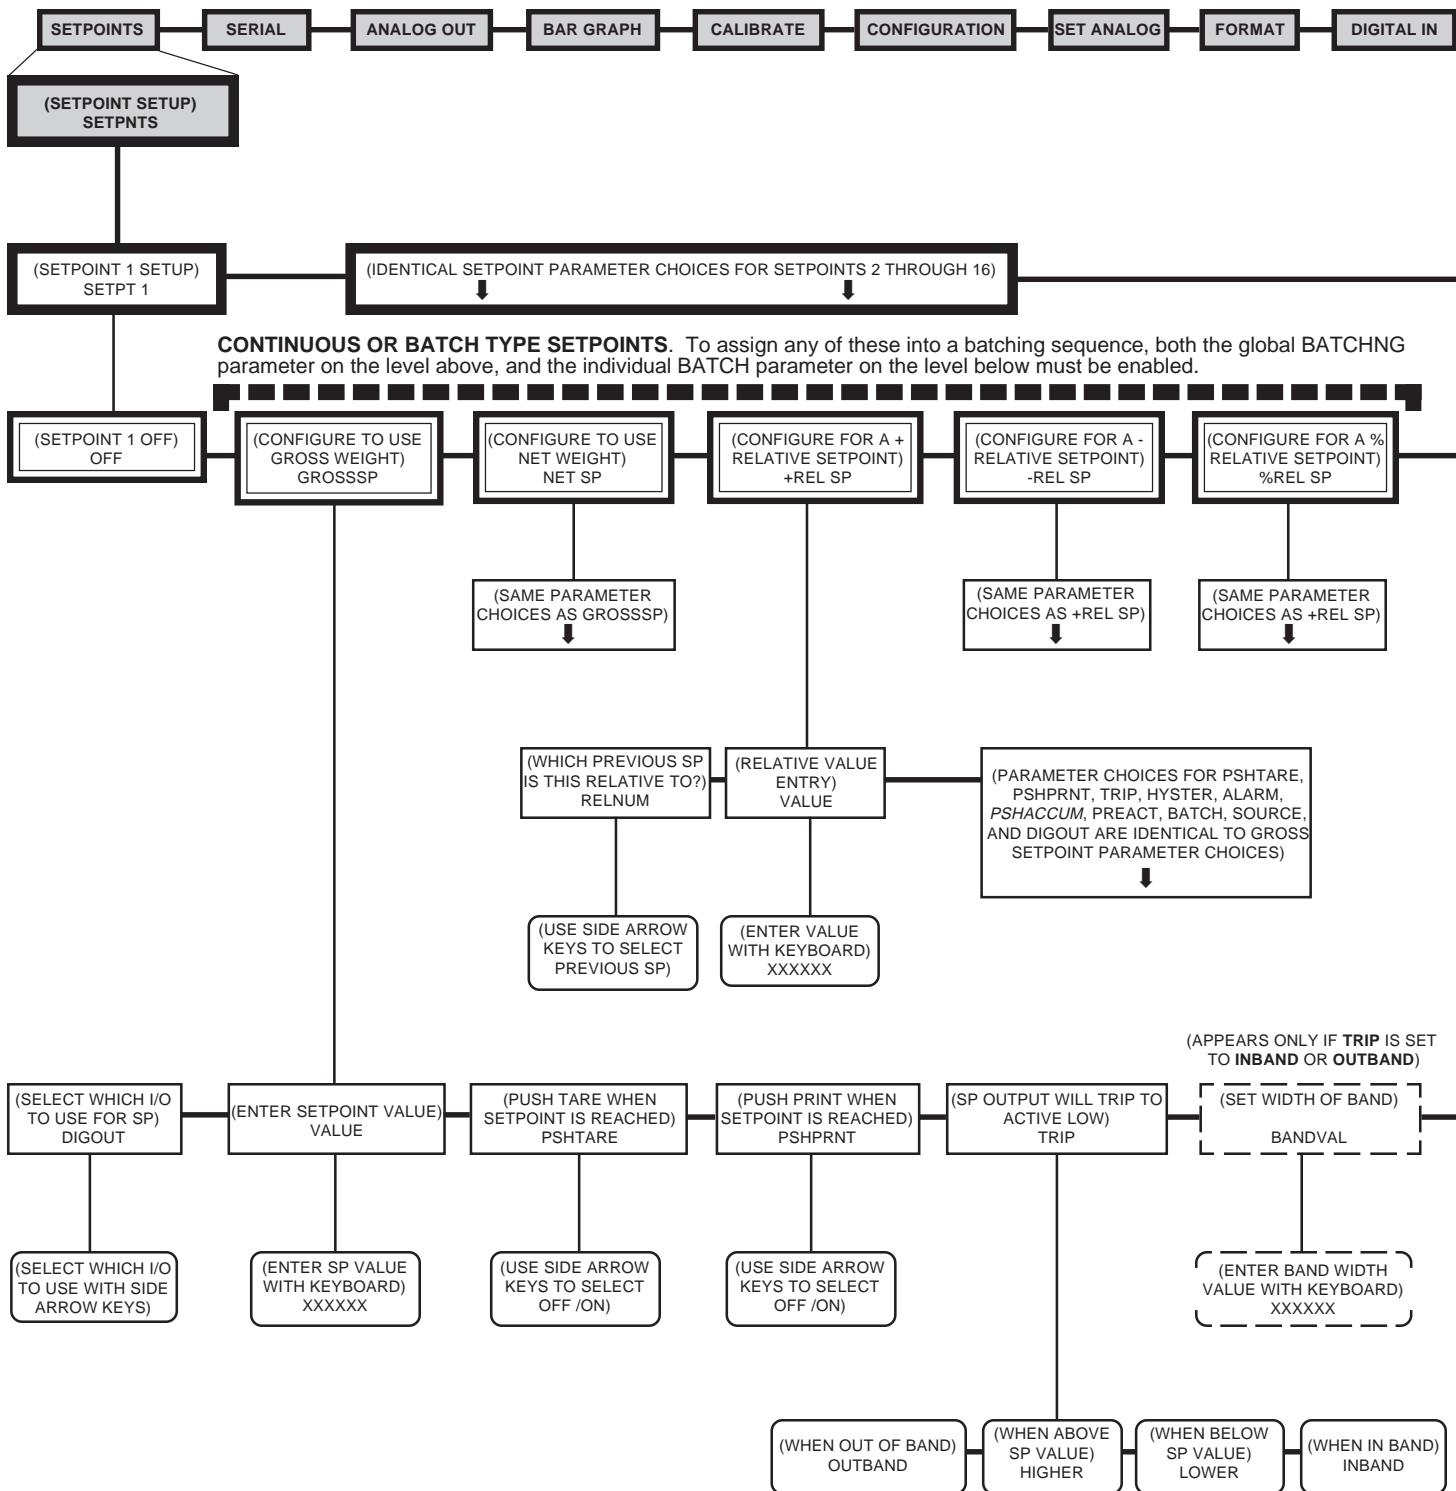 SETPOINTS
SERIAL
ANALOG OUT
BAR GRAPH
CALIBRATE
CONFIGURATION
SET ANALOG
FORMAT
DIGITAL IN
(SETPOINT SETUP)
SETPNTS
(SETPOINT 1 SETUP)
SETPT 1
(IDENTICAL SETPOINT PARAMETER CHOICES FOR SETPOINTS 2 THROUGH 16)
CONTINUOUS OR BATCH TYPE SETPOINTS. To assign any of these into a batching sequence, both the global BATCHNG
parameter on the level above, and the individual BATCH parameter on the level below must be enabled.
(SETPOINT 1 OFF)
OFF
(CONFIGURE TO USE
GROSS WEIGHT)
GROSSSP
(CONFIGURE TO USE
NET WEIGHT)
NET SP
(CONFIGURE FOR A +
RELATIVE SETPOINT)
+REL SP
(CONFIGURE FOR A -
RELATIVE SETPOINT)
-REL SP
(CONFIGURE FOR A %
RELATIVE SETPOINT)
%REL SP
(SAME PARAMETER
CHOICES AS GROSSSP)
(SAME PARAMETER
CHOICES AS +REL SP)
(SAME PARAMETER
CHOICES AS +REL SP)
(WHICH PREVIOUS SP
IS THIS RELATIVE TO?)
RELNUM
(RELATIVE VALUE
ENTRY)
VALUE
(PARAMETER CHOICES FOR PSHTARE,
PSHPRNT, TRIP, HYSTER, ALARM,
PSHACCUM, PREACT, BATCH, SOURCE,
AND DIGOUT ARE IDENTICAL TO GROSS
SETPOINT PARAMETER CHOICES)
(USE SIDE ARROW
KEYS TO SELECT
PREVIOUS SP)
(ENTER VALUE
WITH KEYBOARD)
XXXXXX
(APPEARS ONLY IF TRIP IS SET
TO INBAND OR OUTBAND)
(SELECT WHICH I/O
TO USE FOR SP)
DIGOUT
(ENTER SETPOINT VALUE)
VALUE
(PUSH TARE WHEN
SETPOINT IS REACHED)
PSHTARE
(PUSH PRINT WHEN
SETPOINT IS REACHED)
PSHPRNT
(SP OUTPUT WILL TRIP TO
ACTIVE LOW)
TRIP
(SET WIDTH OF BAND)
BANDVAL
(SELECT WHICH I/O
TO USE WITH SIDE
ARROW KEYS)
(ENTER SP VALUE
WITH KEYBOARD)
XXXXXX
(USE SIDE ARROW
KEYS TO SELECT
OFF /ON)
(USE SIDE ARROW
KEYS TO SELECT
OFF /ON)
(ENTER BAND WIDTH
VALUE WITH KEYBOARD)
XXXXXX
(WHEN OUT OF BAND)
OUTBAND
(WHEN ABOVE
SP VALUE)
HIGHER
(WHEN BELOW
SP VALUE)
LOWER
(WHEN IN BAND)
INBAND